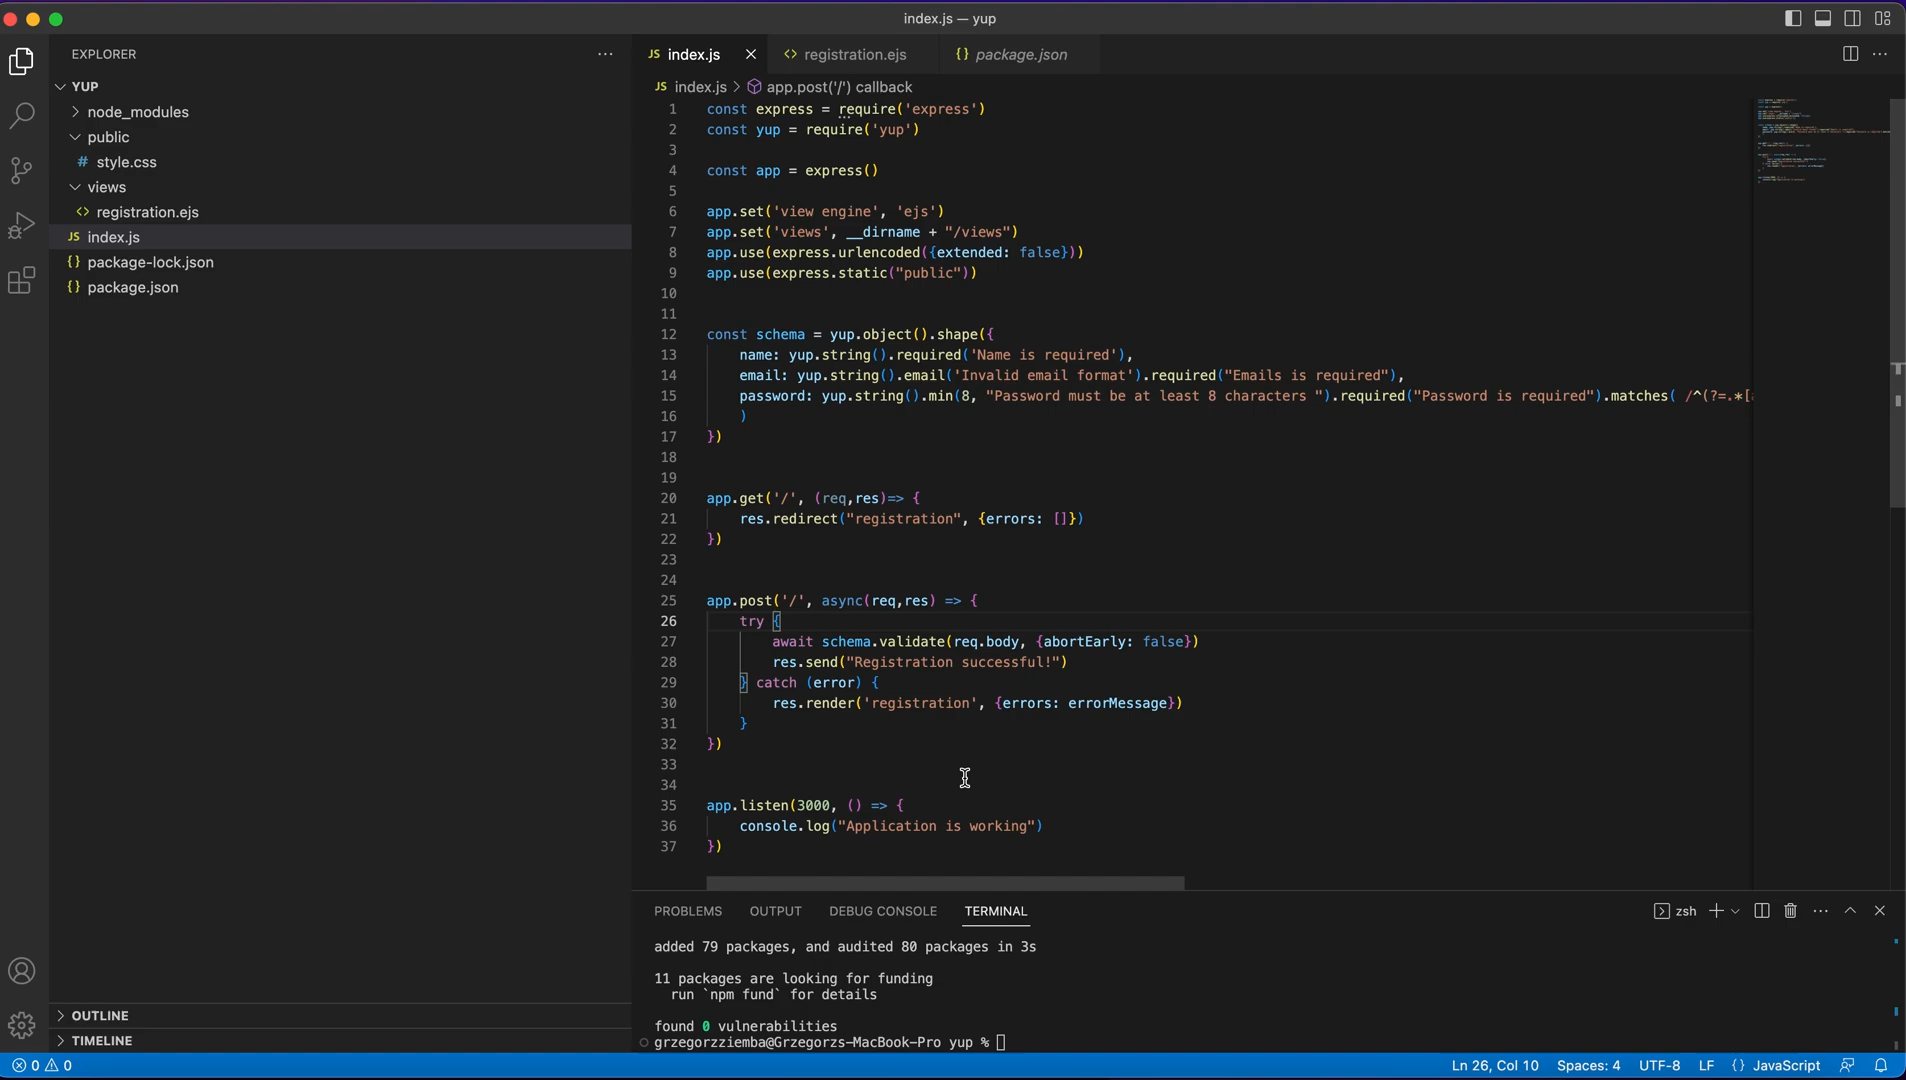 index.js — yup
EXPLORER
YUP
node_modules
public
# style.css
views
<> registration.ejs
JS index.js
{} package-lock.json
{} package.json
OUTLINE
TIMELINE
JS index.js
<> registration.ejs
{} package.json
JS index.js > app.post('/') callback
1 const express = require('express')
2 const yup = require('yup')
3
4 const app = express()
5
6 app.set('view engine', 'ejs')
7 app.set('views', __dirname + "/views")
8 app.use(express.urlencoded({extended: false}))
9 app.use(express.static("public"))
10
11
12 const schema = yup.object().shape({
13     name: yup.string().required('Name is required'),
14     email: yup.string().email('Invalid email format').required("Emails is required"),
15     password: yup.string().min(8, "Password must be at least 8 characters ").required("Password is required").matches( /^(?=.*[
16     )
17 })
18
19
20 app.get('/', (req,res)=> {
21     res.redirect("registration", {errors: []})
22 })
23
24
25 app.post('/', async(req,res) => {
26     try {
27         await schema.validate(req.body, {abortEarly: false})
28         res.send("Registration successful!")
29     } catch (error) {
30         res.render('registration', {errors: errorMessage})
31     }
32 })
33
34
35 app.listen(3000, () => {
36     console.log("Application is working")
37 })
PROBLEMS OUTPUT DEBUG CONSOLE TERMINAL
zsh
added 79 packages, and audited 80 packages in 3s
11 packages are looking for funding
run `npm fund` for details
found 0 vulnerabilities
grzegorzziemba@Grzegorzs-MacBook-Pro yup %
0 0
Ln 26, Col 10 Spaces: 4 UTF-8 LF {} JavaScript